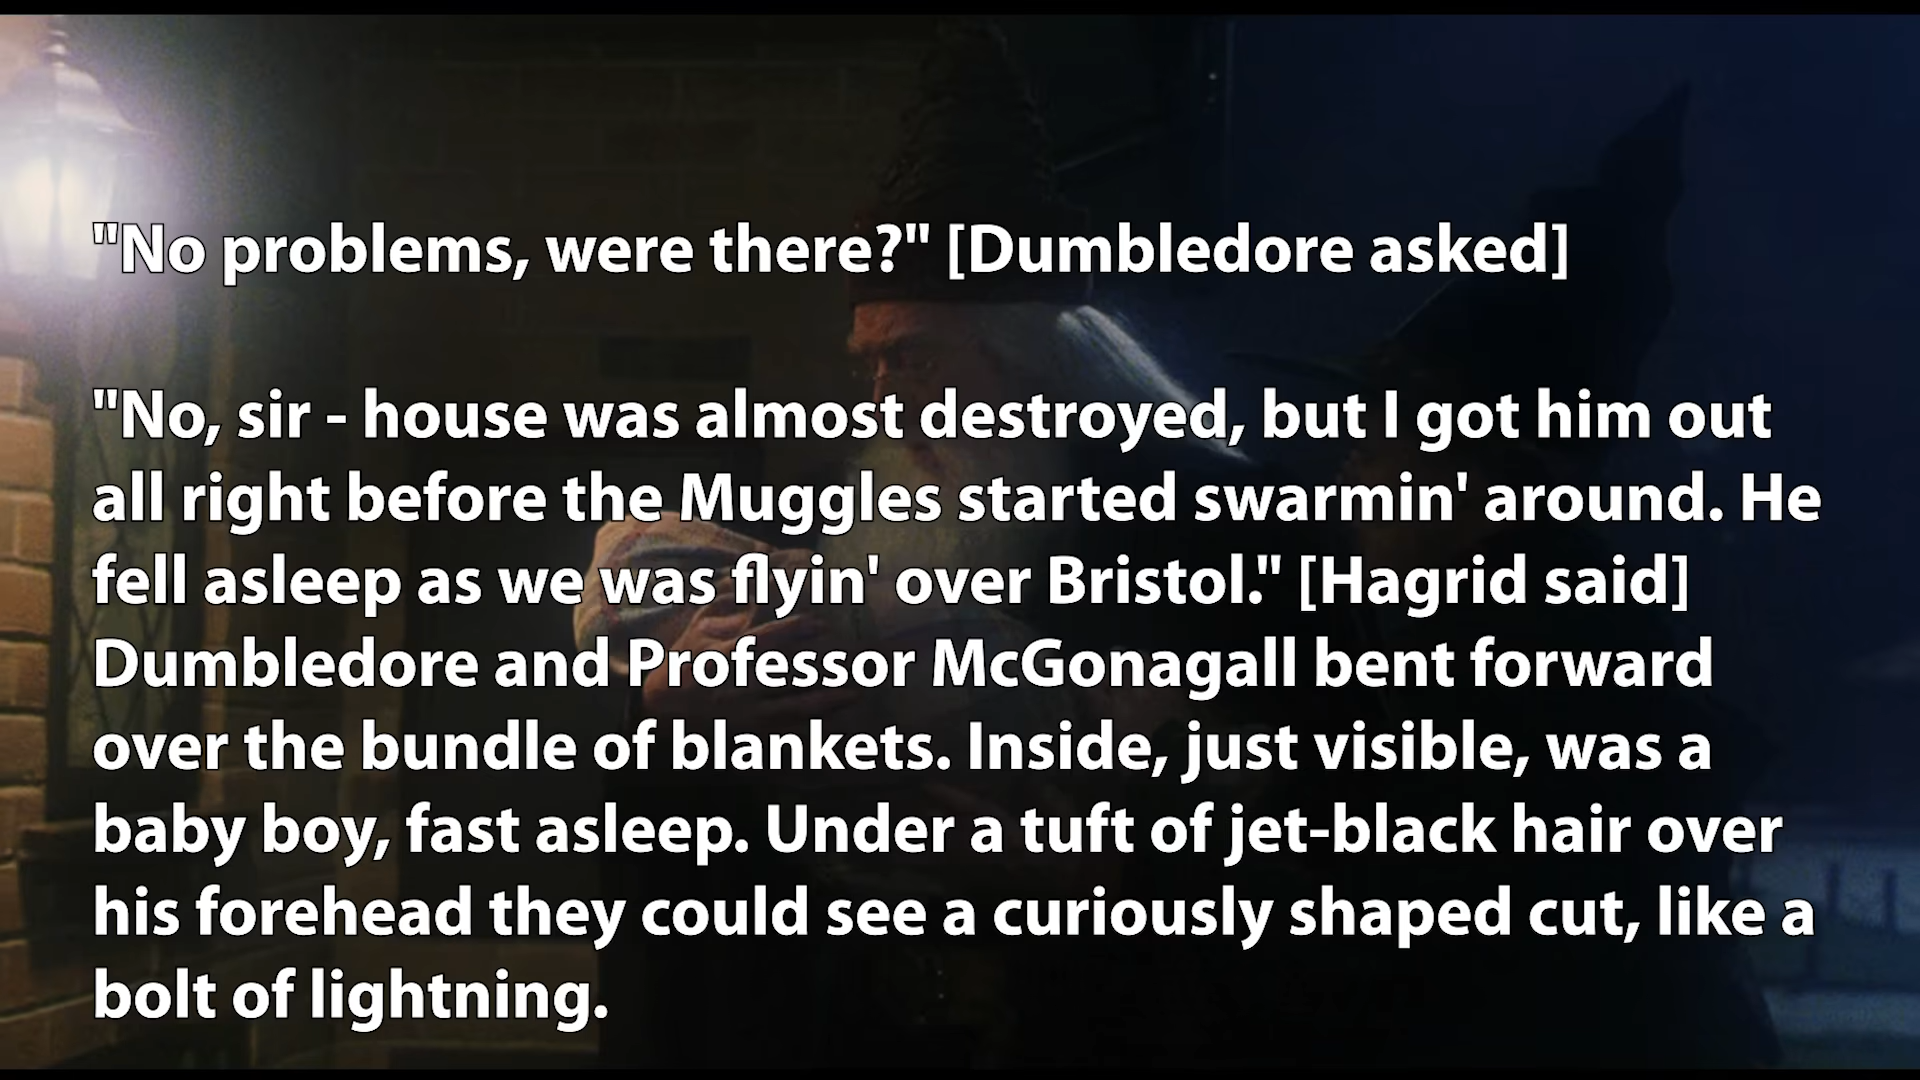 "No problems, were there?" [Dumbledore asked]
"No, sir - house was almost destroyed, but I got him out
all right before the Muggles started swarmin' around. He
fell asleep as we was flyin' over Bristol." [Hagrid said]
Dumbledore and Professor McGonagall bent forward
over the bundle of blankets. Inside, just visible, was a
baby boy, fast asleep. Under a tuft of jet-black hair over
his forehead they could see a curiously shaped cut, like a
bolt of lightning.